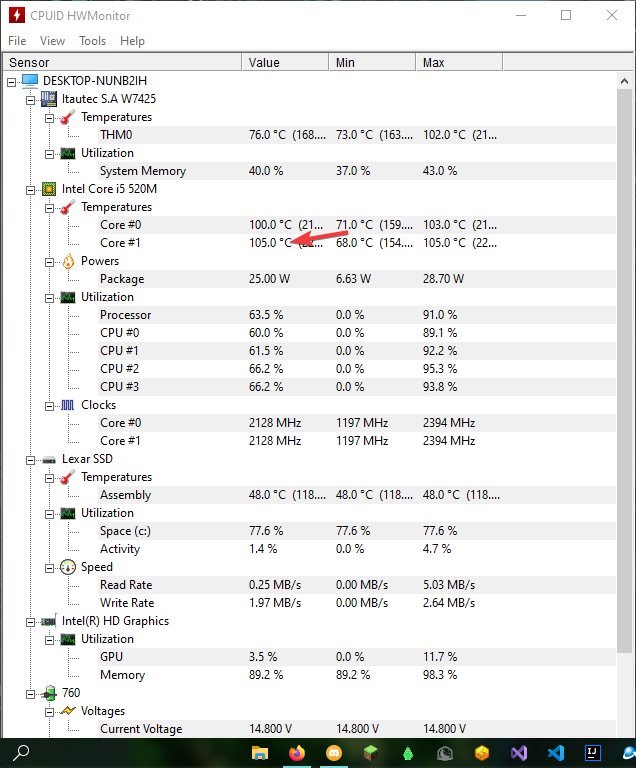 CPUID HWMonitor
File View Tools Help
Sensor Value Min Max
DESKTOP-NUNB2IH
Itautec S.A W7425
Temperatures
THM0 76.0 °C (168.... 73.0 °C (163.... 102.0 °C (21...
Utilization
System Memory 40.0 % 37.0 % 43.0 %
Intel Core i5 520M
Temperatures
Core #0 100.0 °C (21... 71.0 °C (159.... 103.0 °C (21...
Core #1 105.0 °C (22... 68.0 °C (154.... 105.0 °C (22...
Powers
Package 25.00 W 6.63 W 28.70 W
Utilization
Processor 63.5 % 0.0 % 91.0 %
CPU #0 60.0 % 0.0 % 89.1 %
CPU #1 61.5 % 0.0 % 92.2 %
CPU #2 66.2 % 0.0 % 95.3 %
CPU #3 66.2 % 0.0 % 93.8 %
Clocks
Core #0 2128 MHz 1197 MHz 2394 MHz
Core #1 2128 MHz 1197 MHz 2394 MHz
Lexar SSD
Temperatures
Assembly 48.0 °C (118.... 48.0 °C (118.... 48.0 °C (118....
Utilization
Space (c:) 77.6 % 77.6 % 77.6 %
Activity 1.4 % 0.0 % 4.7 %
Speed
Read Rate 0.25 MB/s 0.00 MB/s 5.03 MB/s
Write Rate 1.97 MB/s 0.00 MB/s 2.64 MB/s
Intel(R) HD Graphics
Utilization
GPU 3.5 % 0.0 % 11.7 %
Memory 89.2 % 89.2 % 98.3 %
760
Voltages
Current Voltage 14.800 V 14.800 V 14.800 V
IJ